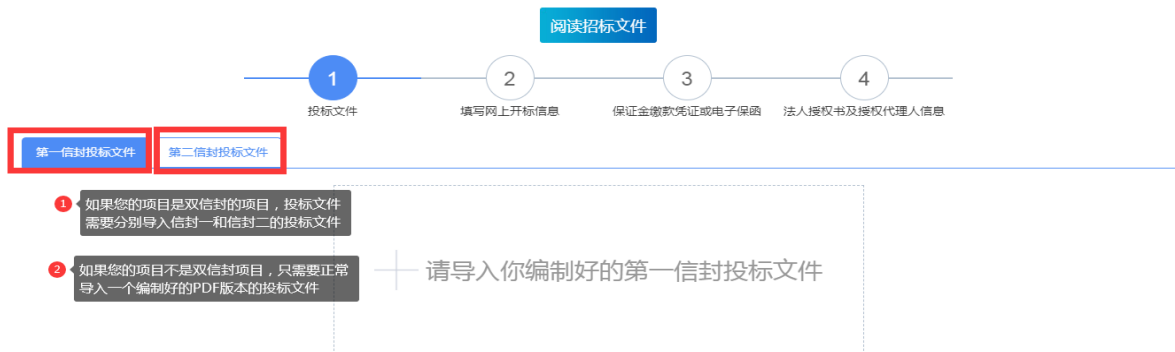 阅读招标文件
1
2
3
4
投标文件
填写网上开标信息
保证金缴款凭证或电子保函
法人授权书及授权代理人信息
第一信封投标文件
第二信封投标文件
1
如果您的项目是双信封的项目，投标文件
需要分别导入信封一和信封二的投标文件
2
如果您的项目不是双信封项目，只需要正常
导入一个编制好的PDF版本的投标文件
请导入你编制好的第一信封投标文件